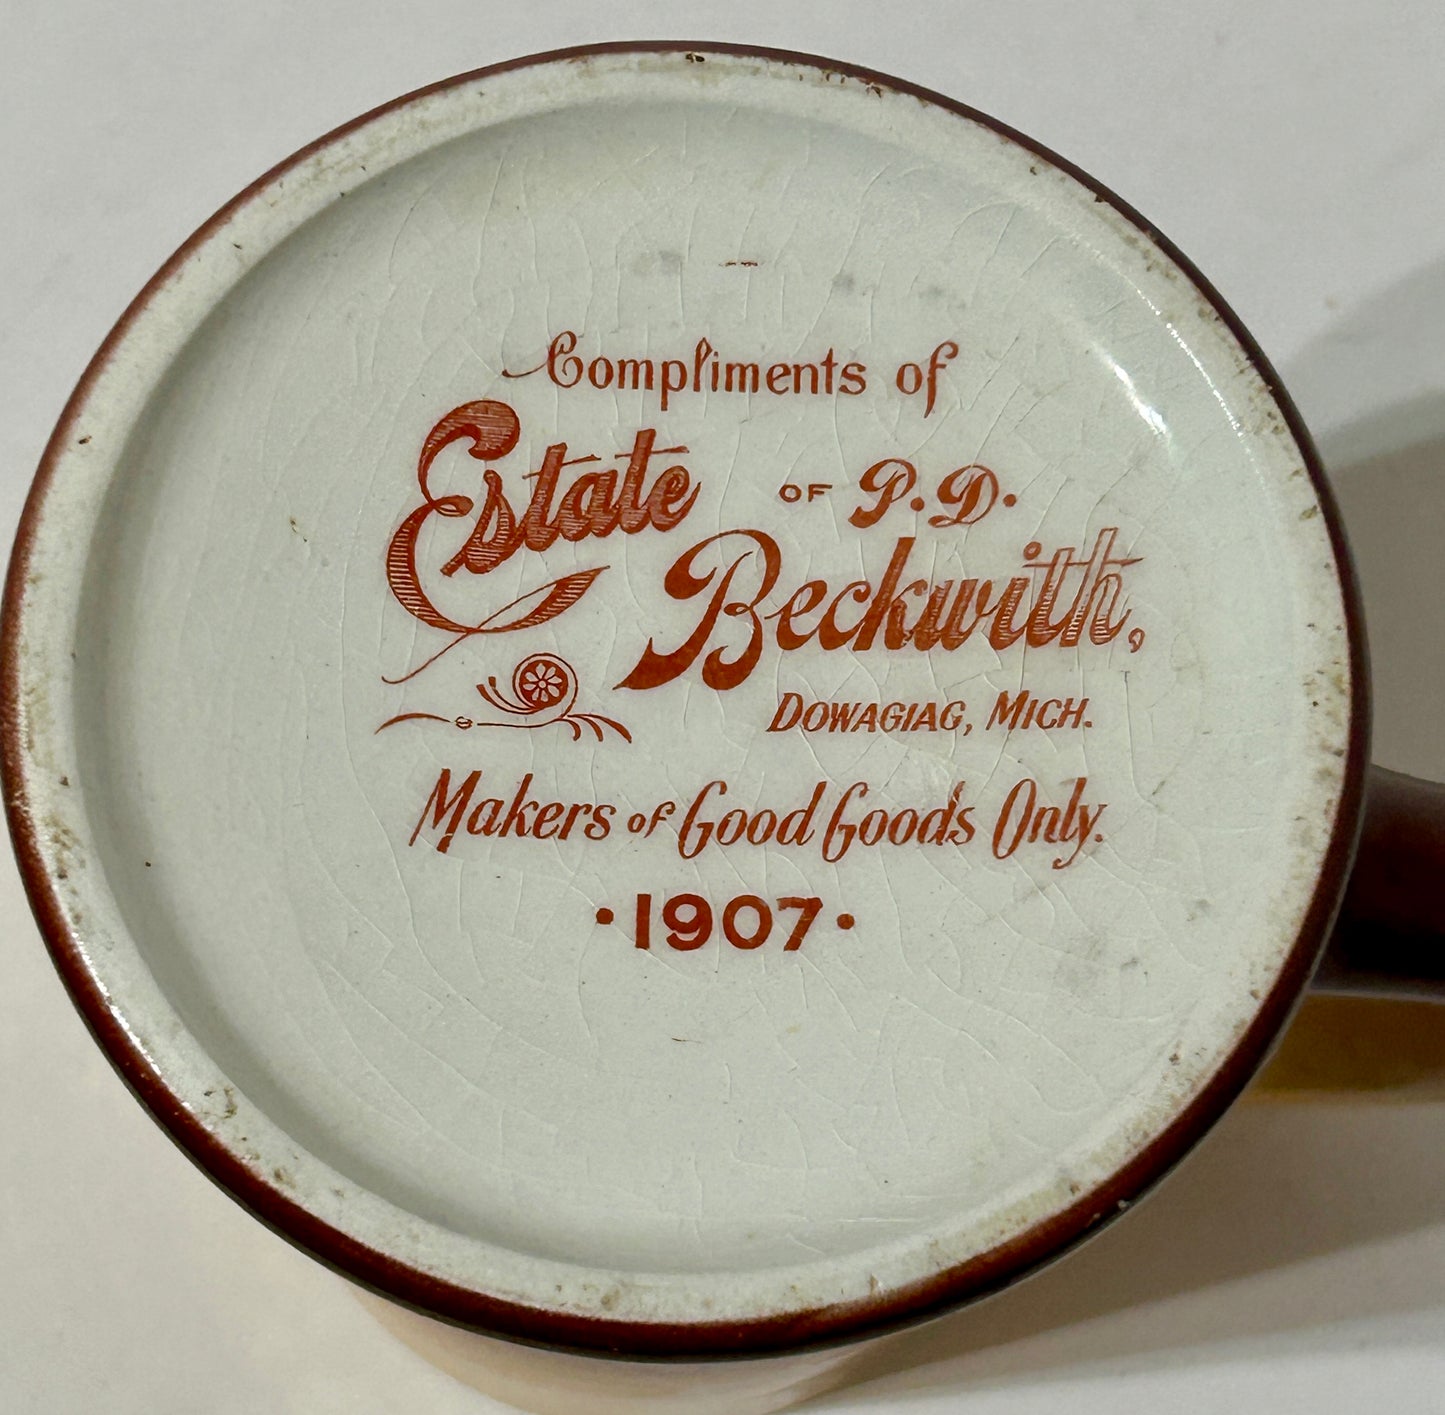 Compliments of
Estate OF P.D.
Beckwith,
DOWAGIAG, MICH.
Makers of Good Goods Only.
·1907·